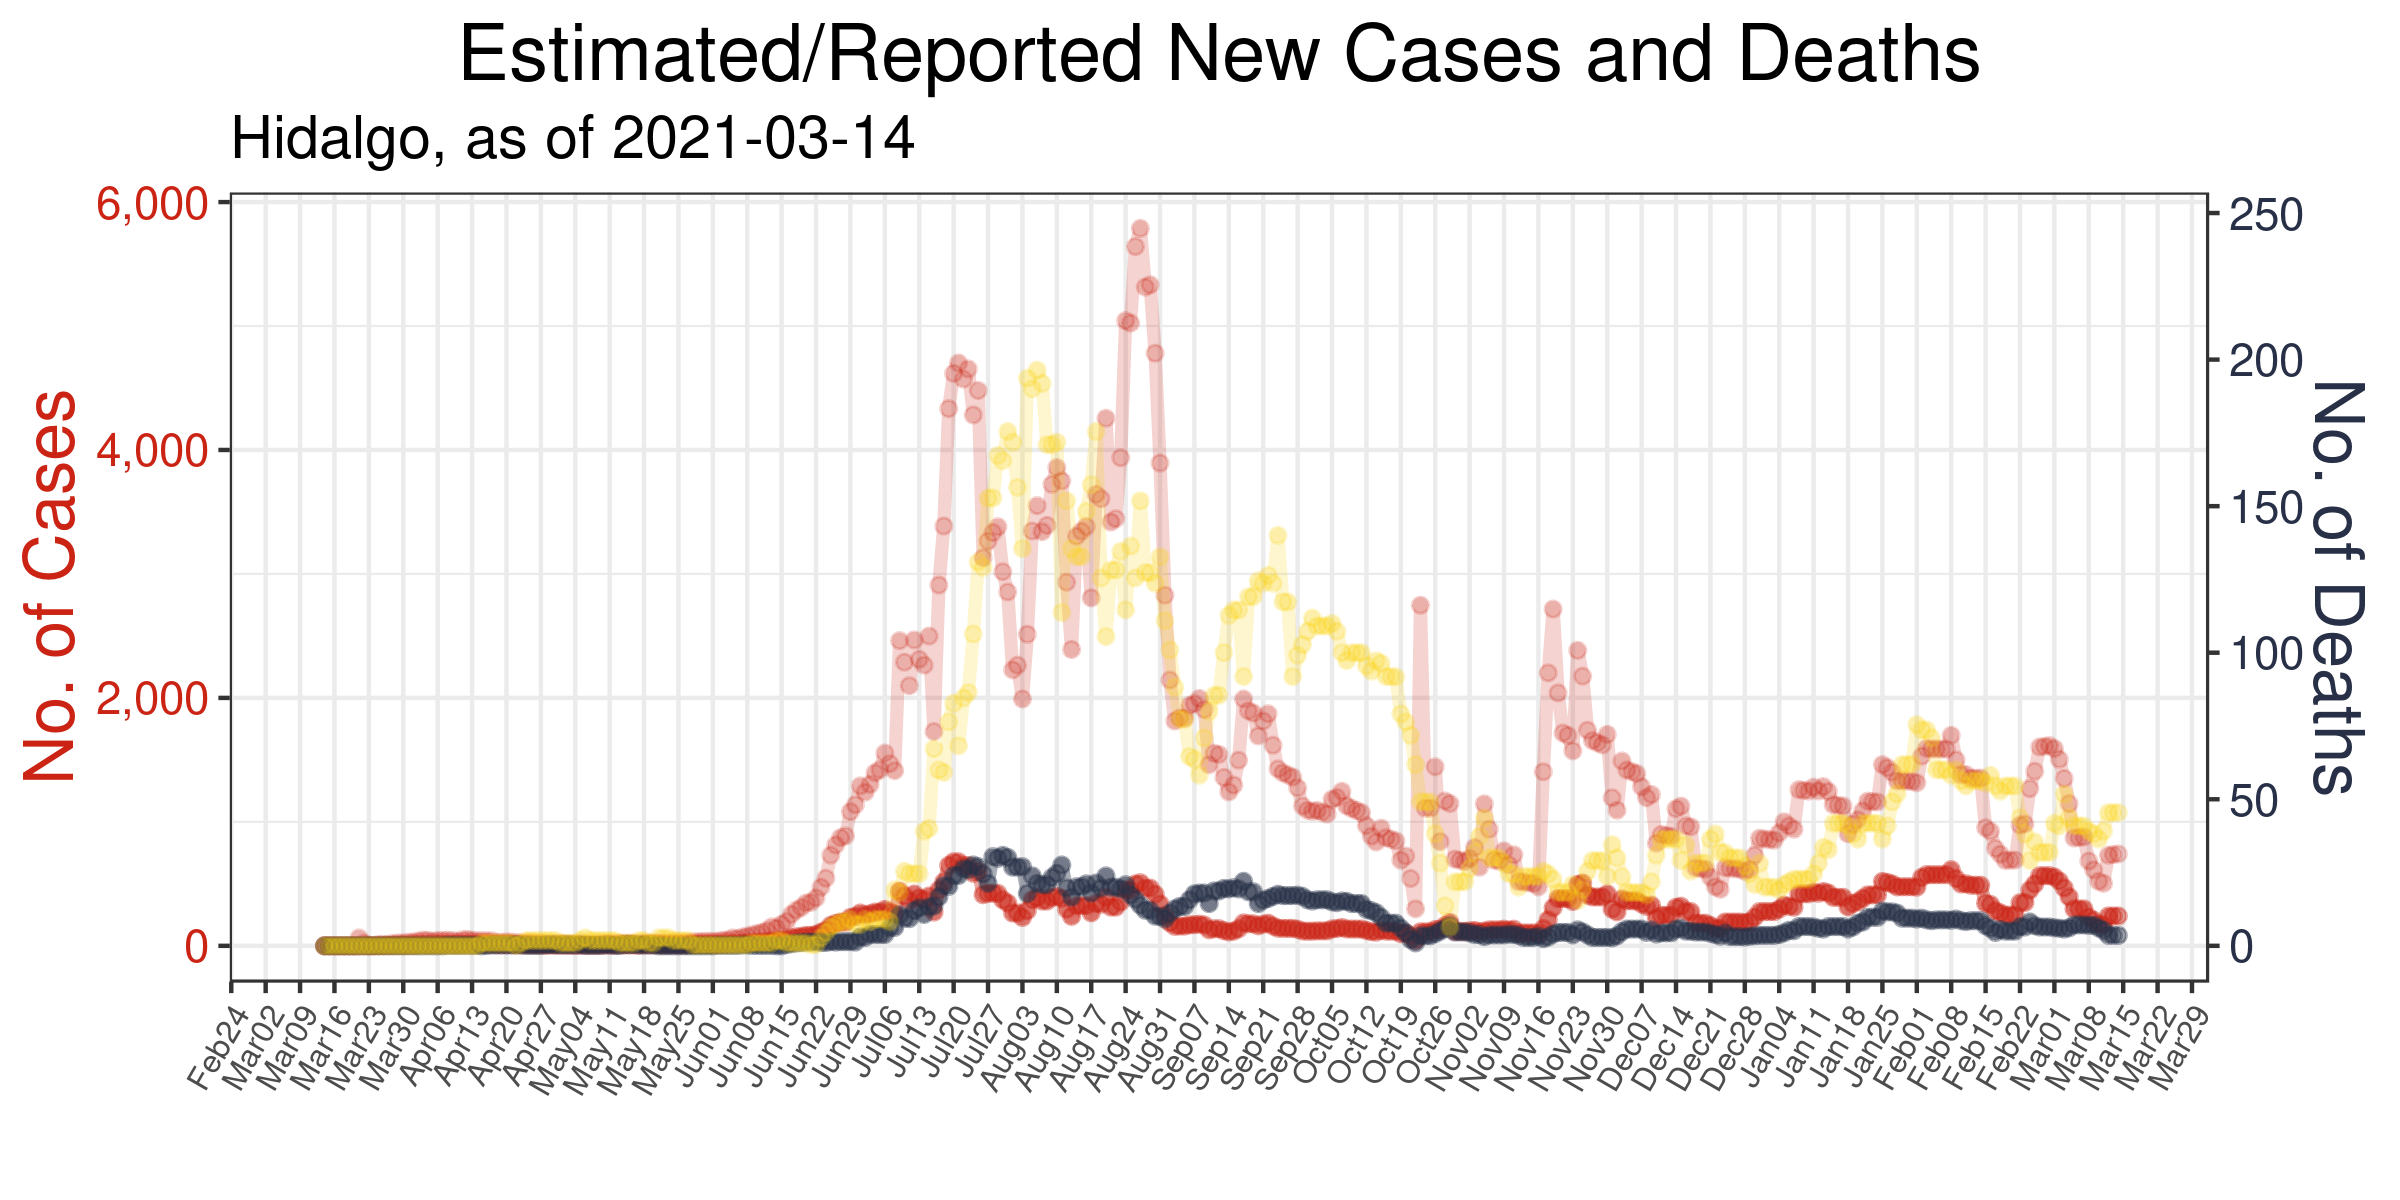 Estimated/Reported New Cases and Deaths
Hidalgo, as of 2021-03-14
No. of Cases
6,000
4,000
2,000
0
250
200
150
100
50
0
No. of Deaths
Feb24
Mar02
Mar09
Mar16
Mar23
Mar30
Apr06
Apr13
Apr20
Apr27
May04
May11
May18
May25
Jun01
Jun08
Jun15
Jun22
Jun29
Jul06
Jul13
Jul20
Jul27
Aug03
Aug10
Aug17
Aug24
Aug31
Sep07
Sep14
Sep21
Sep28
Oct05
Oct12
Oct19
Oct26
Nov02
Nov09
Nov16
Nov23
Nov30
Dec07
Dec14
Dec21
Dec28
Jan04
Jan11
Jan18
Jan25
Feb01
Feb08
Feb15
Feb22
Mar01
Mar08
Mar15
Mar22
Mar29